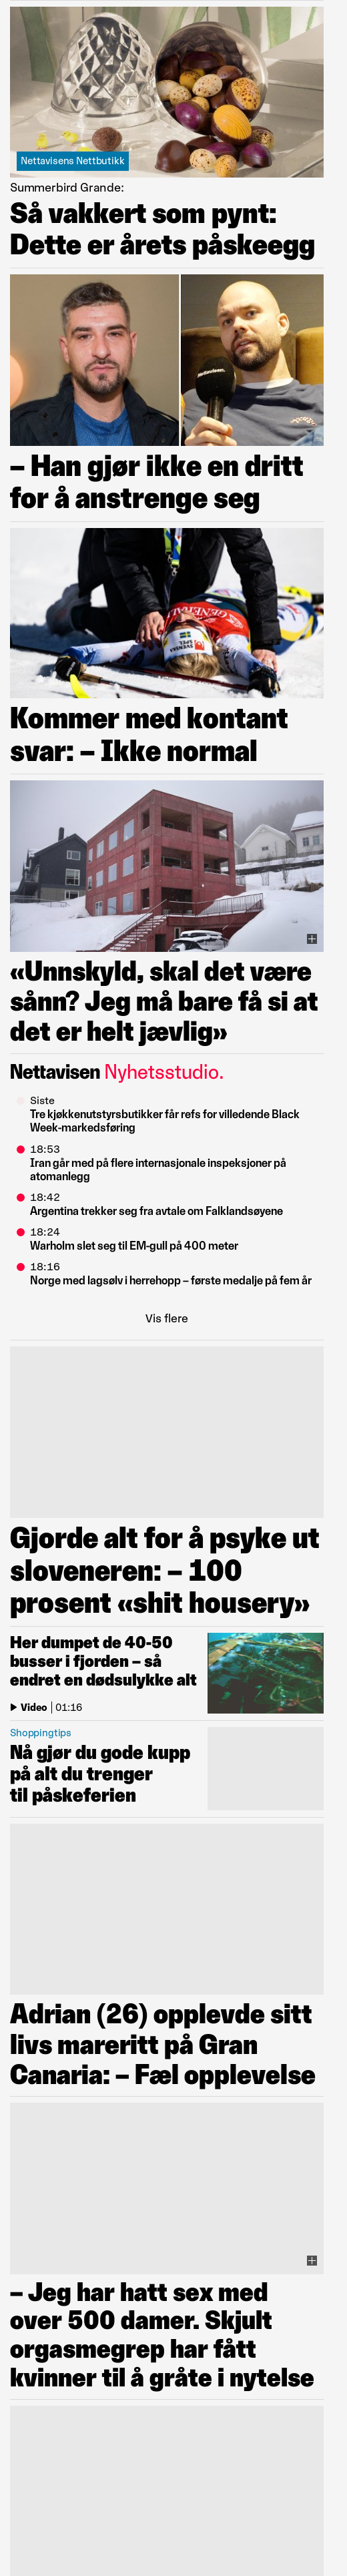 Nettavisens Nettbutikk
Summerbird Grande:
Så vakkert som pynt:
Dette er årets påskeegg
– Han gjør ikke en dritt
for å anstrenge seg
Kommer med kontant
svar: – Ikke normal
«Unnskyld, skal det være
sånn? Jeg må bare få si at
det er helt jævlig»
Nettavisen Nyhetsstudio.
Siste
Tre kjøkkenutstyrsbutikker får refs for villedende Black
Week-markedsføring
18:53
Iran går med på flere internasjonale inspeksjoner på
atomanlegg
18:42
Argentina trekker seg fra avtale om Falklandsøyene
18:24
Warholm slet seg til EM-gull på 400 meter
18:16
Norge med lagsølv i herrehopp – første medalje på fem år
Vis flere
Gjorde alt for å psyke ut
sloveneren: – 100
prosent «shit housery»
Her dumpet de 40-50
busser i fjorden – så
endret en dødsulykke alt
Video | 01:16
Shoppingtips
Nå gjør du gode kupp
på alt du trenger
til påskeferien
Adrian (26) opplevde sitt
livs mareritt på Gran
Canaria: – Fæl opplevelse
– Jeg har hatt sex med
over 500 damer. Skjult
orgasmegrep har fått
kvinner til å gråte i nytelse